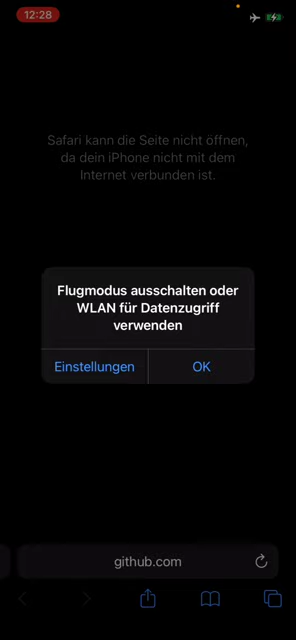 12:28
Safari kann die Seite nicht öffnen,
da dein iPhone nicht mit dem
Internet verbunden ist.
Flugmodus ausschalten oder
WLAN für Datenzugriff
verwenden
Einstellungen
OK
github.com